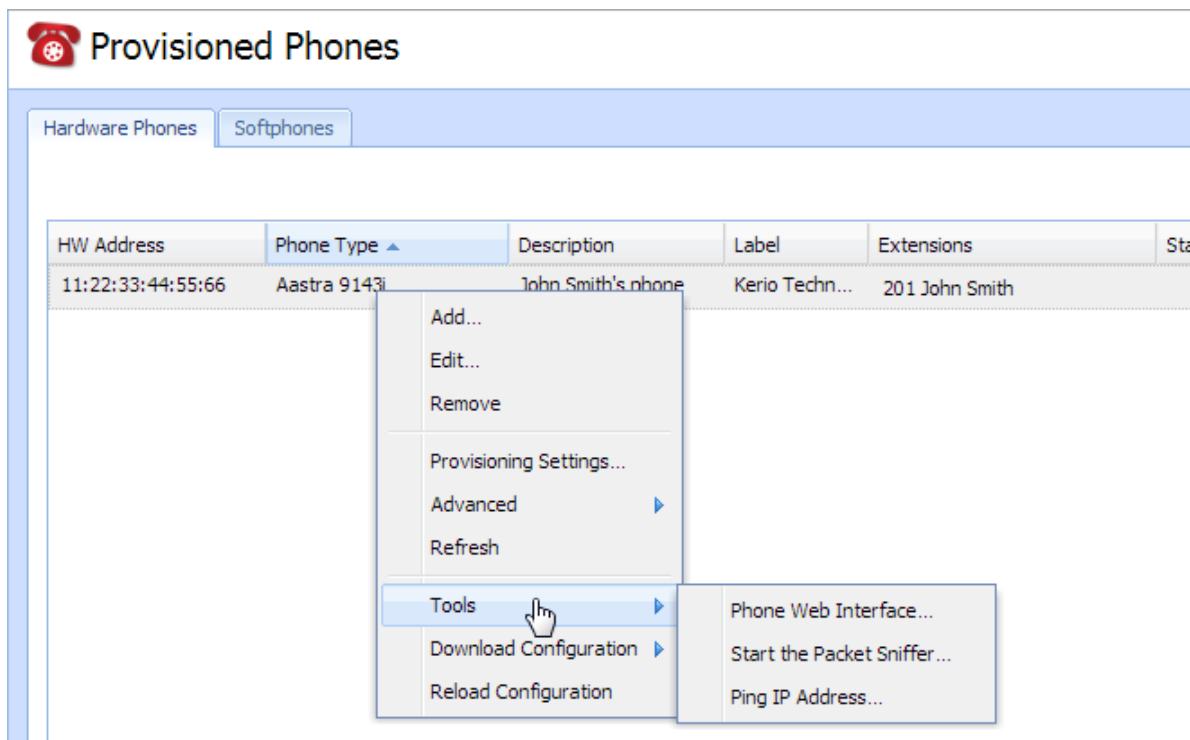 Provisioned Phones
Hardware Phones Softphones
HW Address Phone Type Description Label Extensions Sta
11:22:33:44:55:66 Aastra 9143i John Smith's phone Kerio Techn... 201 John Smith
Add...
Edit...
Remove
Provisioning Settings...
Advanced
Refresh
Tools
Download Configuration
Reload Configuration
Phone Web Interface...
Start the Packet Sniffer...
Ping IP Address...